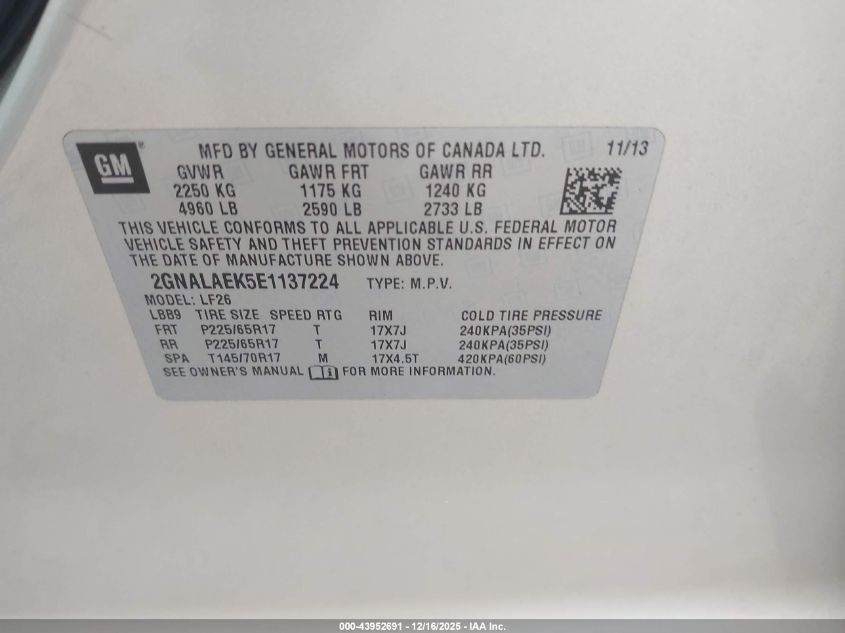 GM
MFD BY GENERAL MOTORS OF CANADA LTD. 11/13
GVWR GAWR FRT GAWR RR
2250 KG 1175 KG 1240 KG
4960 LB 2590 LB 2733 LB
THIS VEHICLE CONFORMS TO ALL APPLICABLE U.S. FEDERAL MOTOR
VEHICLE SAFETY AND THEFT PREVENTION STANDARDS IN EFFECT ON
THE DATE OF MANUFACTURE SHOWN ABOVE.
2GNALAEK5E1137224 TYPE: M.P.V.
MODEL: LF26
LBB9 TIRE SIZE SPEED RTG RIM COLD TIRE PRESSURE
FRT P225/65R17 T 17X7J 240KPA(35PSI)
RR P225/65R17 T 17X7J 240KPA(35PSI)
SPA T145/70R17 M 17X4.5T 420KPA(60PSI)
SEE OWNER'S MANUAL FOR MORE INFORMATION.
000-43952691 - 12/16/2025 - IAA Inc.